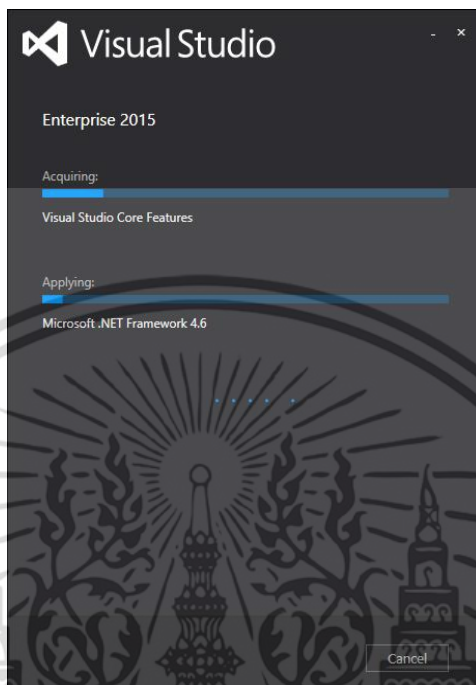 Visual Studio
Enterprise 2015
Acquiring:
Visual Studio Core Features
Applying:
Microsoft .NET Framework 4.6
Cancel